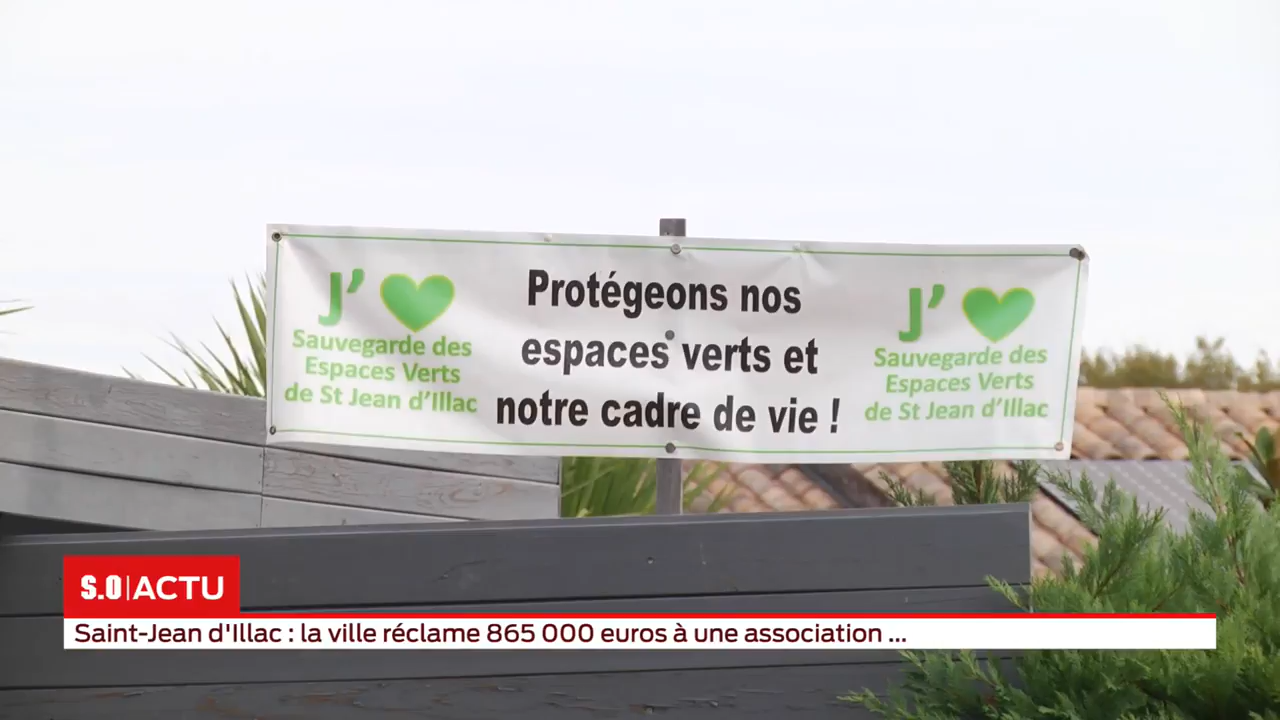 J'
Sauvegarde des
Espaces Verts
de St Jean d'Illac
Protégeons nos
espaces verts et
notre cadre de vie !
J'
Sauvegarde des
Espaces Verts
de St Jean d'Illac
S.O|ACTU
Saint-Jean d'Illac : la ville réclame 865 000 euros à une association ...